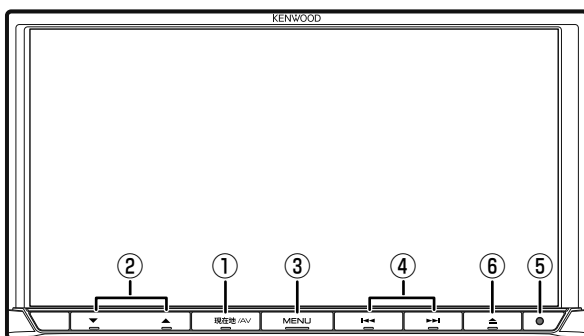 KENWOOD
② ① ③ ④ ⑥ ⑤
▼ ▲ 現在地/AV MENU ⏮ ⏭ ⏏